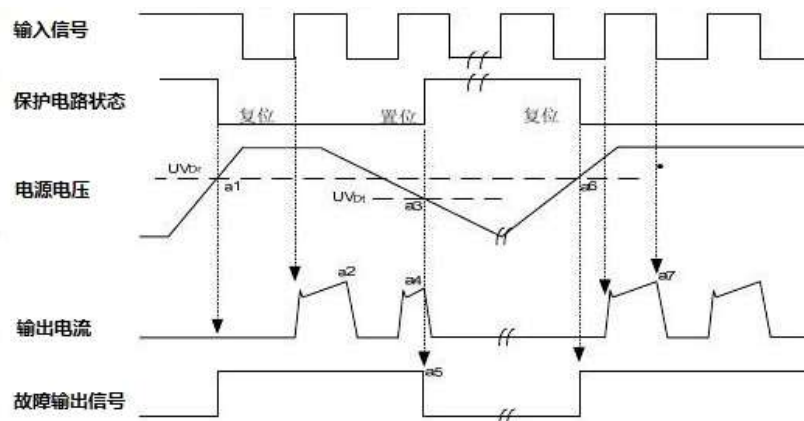 输入信号
保护电路状态
复位 置位 复位
UVDr
电源电压
a1
UVDt
a3
a6
a2 a4 a7
输出电流
a5
故障输出信号